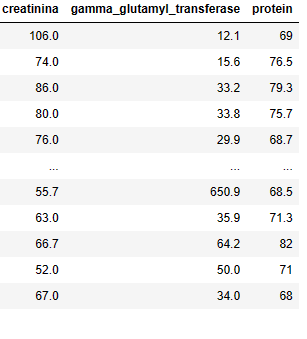 creatinina gamma_glutamyl_transferase protein
106.0 12.1 69
74.0 15.6 76.5
86.0 33.2 79.3
80.0 33.8 75.7
76.0 29.9 68.7
... ... ...
55.7 650.9 68.5
63.0 35.9 71.3
66.7 64.2 82
52.0 50.0 71
67.0 34.0 68